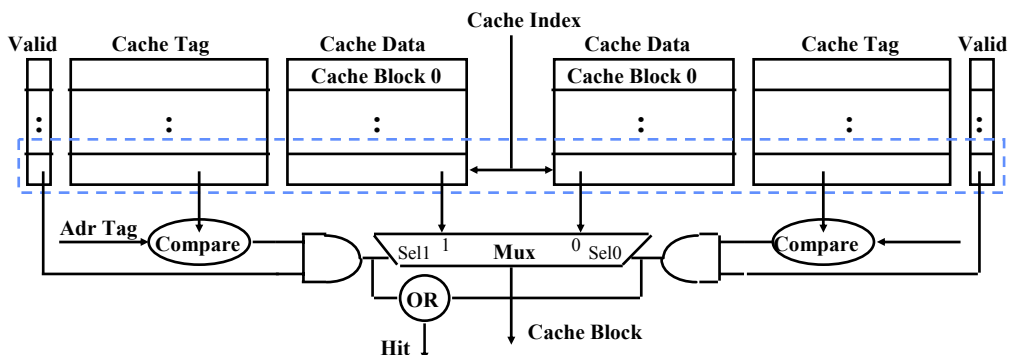 Cache Index
Valid Cache Tag Cache Data Cache Data Cache Tag Valid
Cache Block 0 Cache Block 0
: : : : : :
Adr Tag
Compare Sel1 1 Mux 0 Sel0 Compare
OR
Cache Block
Hit